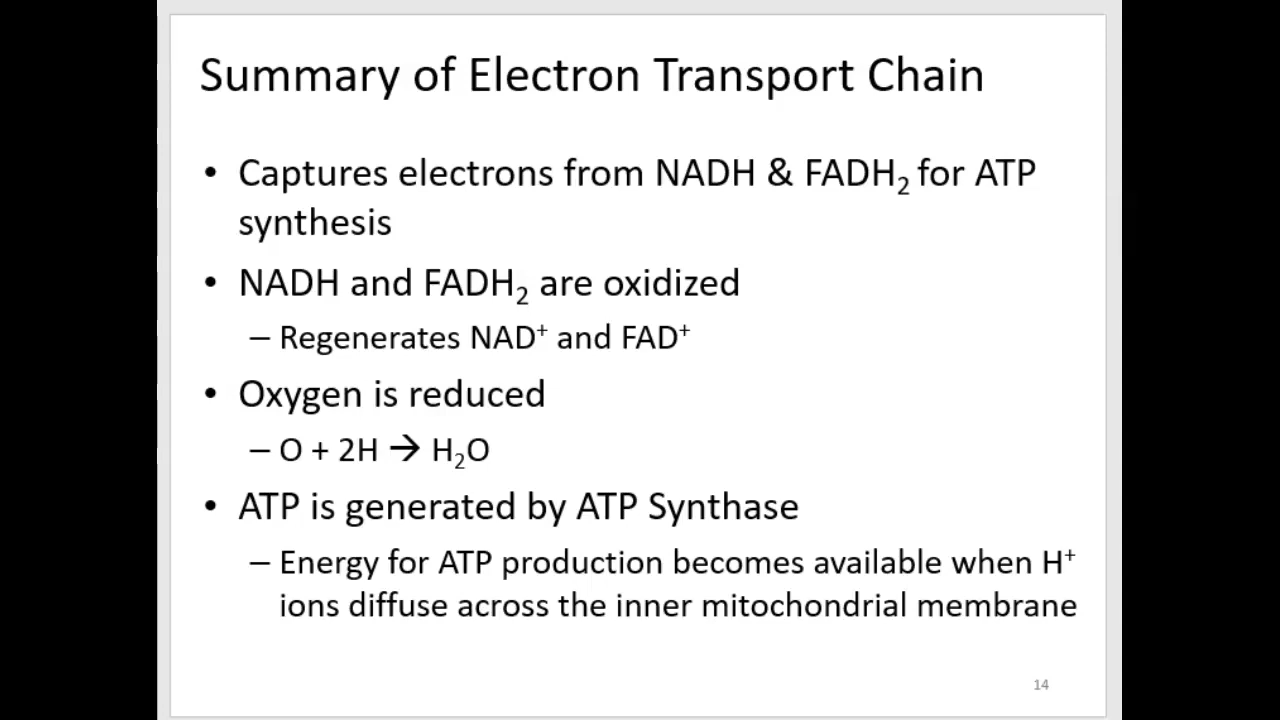 Summary of Electron Transport Chain
• Captures electrons from NADH & FADH₂ for ATP
synthesis
• NADH and FADH₂ are oxidized
– Regenerates NAD⁺ and FAD⁺
• Oxygen is reduced
– O + 2H → H₂O
• ATP is generated by ATP Synthase
– Energy for ATP production becomes available when H⁺
ions diffuse across the inner mitochondrial membrane
14